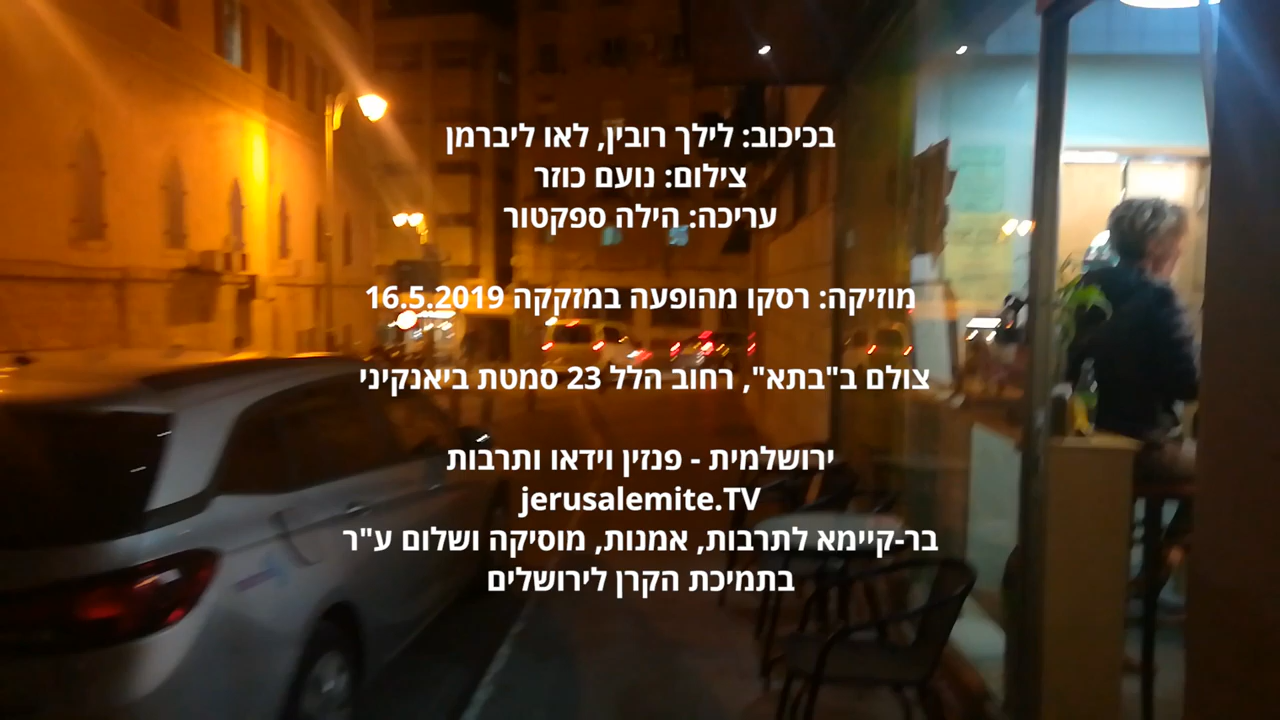 בכיכוב: לילך רובין, לאו ליברמן
צילום: נועם כוזר
עריכה: הילה ספקטור
מוזיקה: רסקו מהופעה במזקקה 16.5.2019
צולם ב"בתא", רחוב הלל 23 סמטת ביאנקיני
ירושלמית - פנזין וידאו ותרבות
jerusalemite.TV
בר-קיימא לתרבות, אמנות, מוסיקה ושלום ע"ר
בתמיכת הקרן לירושלים